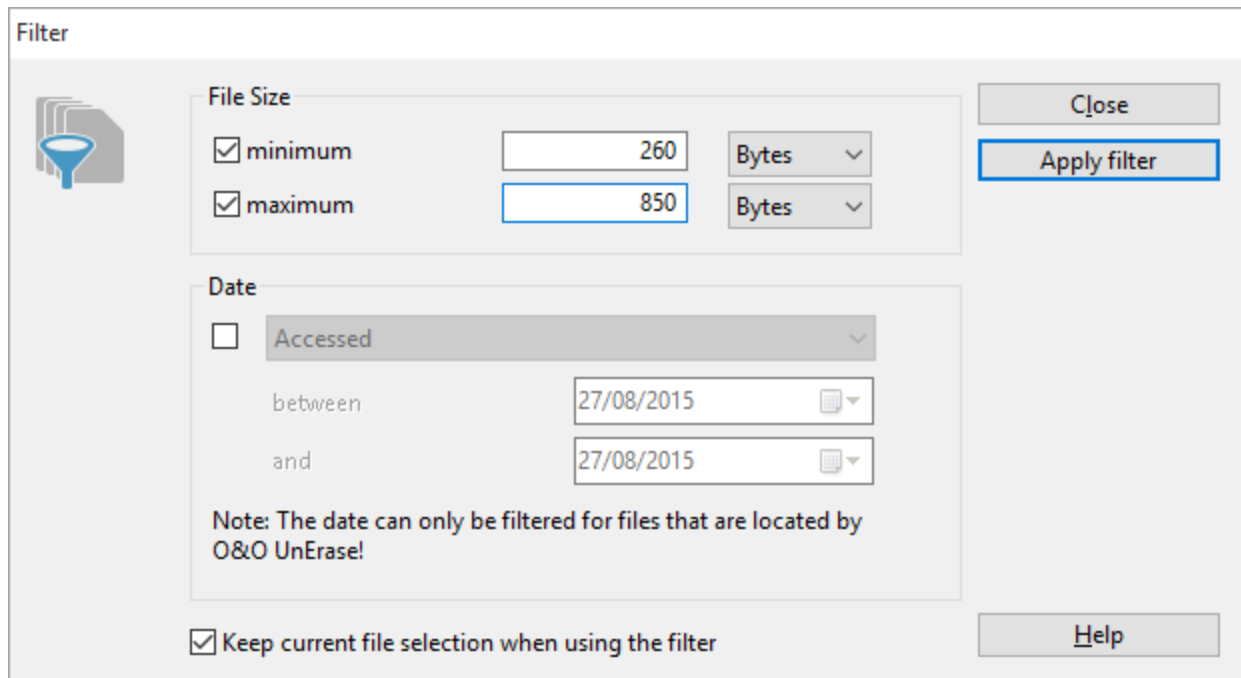 Filter
File Size
minimum 260 Bytes
maximum 850 Bytes
Close
Apply filter
Date
Accessed
between 27/08/2015
and 27/08/2015
Note: The date can only be filtered for files that are located by
O&O UnErase!
Keep current file selection when using the filter
Help